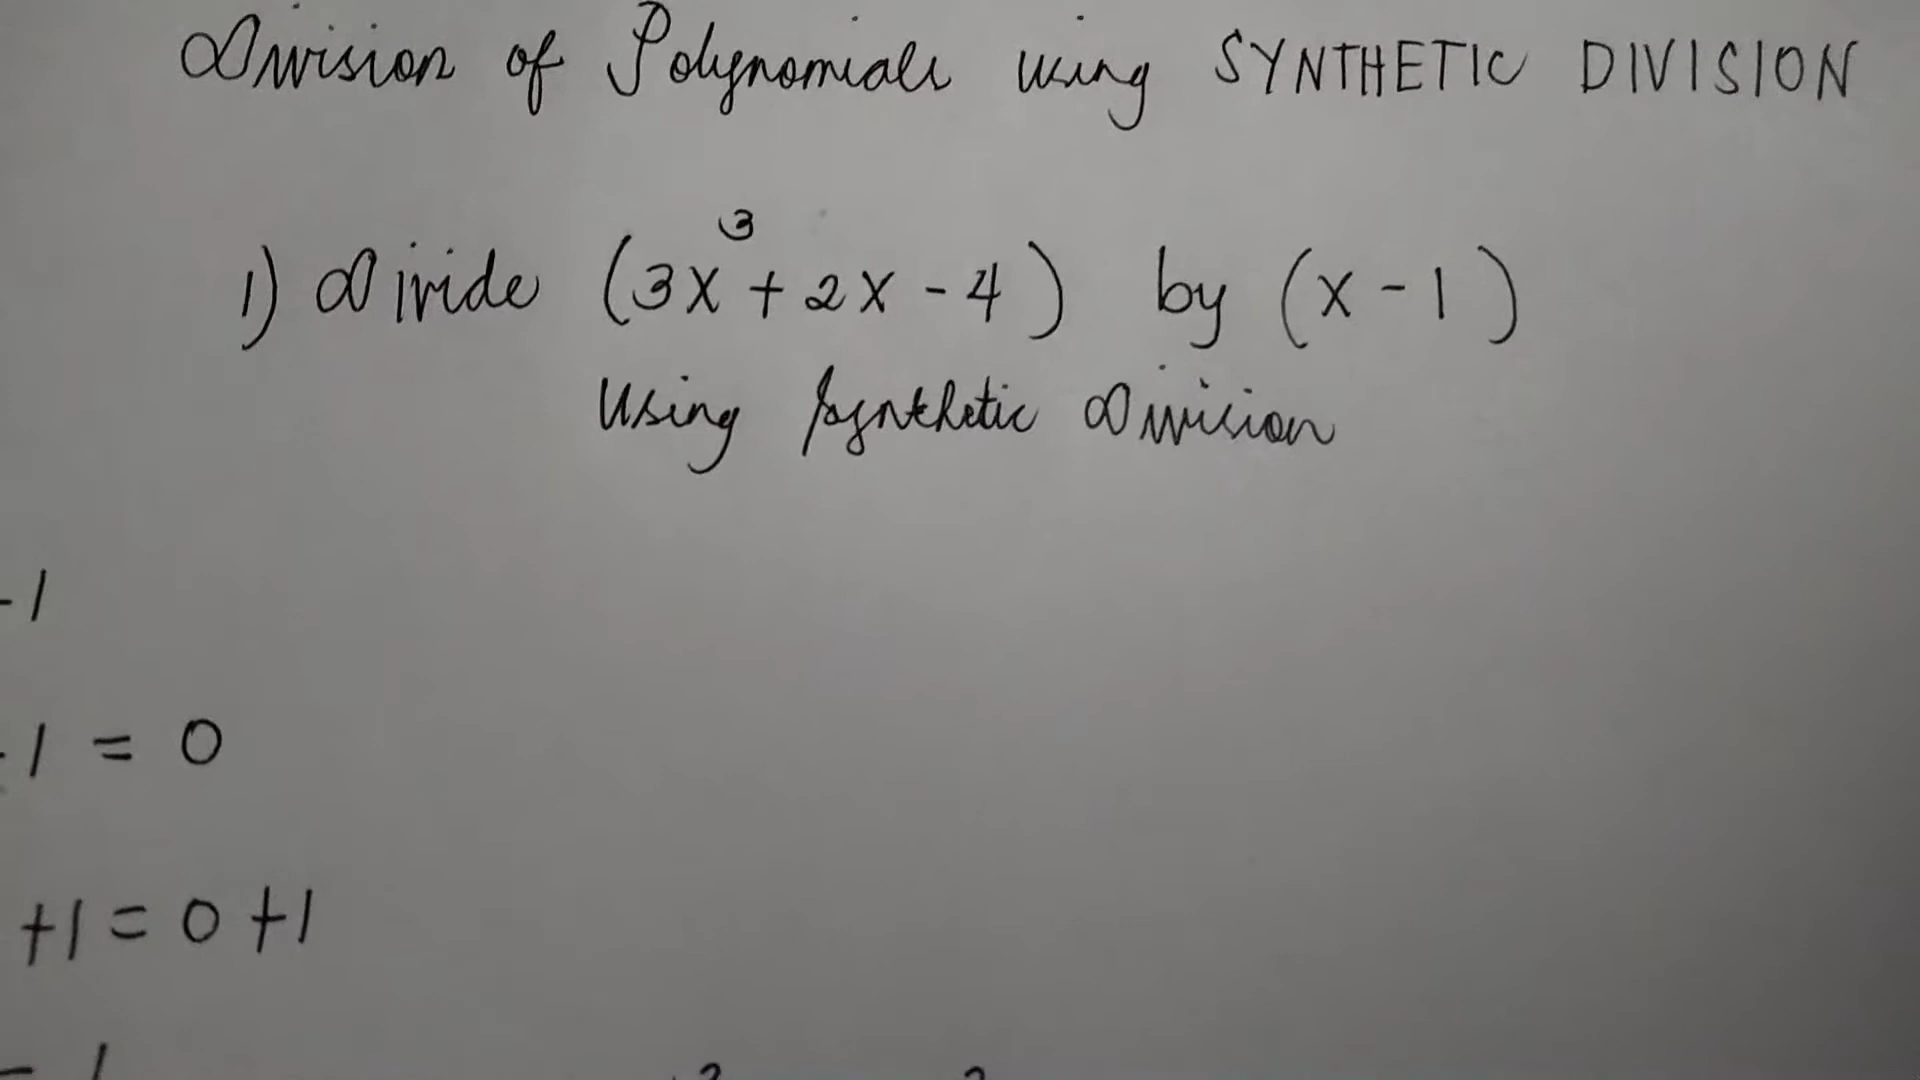 Division of Polynomials using SYNTHETIC DIVISION
1) Divide (3x³ + 2x - 4) by (x - 1)
Using Synthetic Division
-1
-1 = 0
+1 = 0 +1